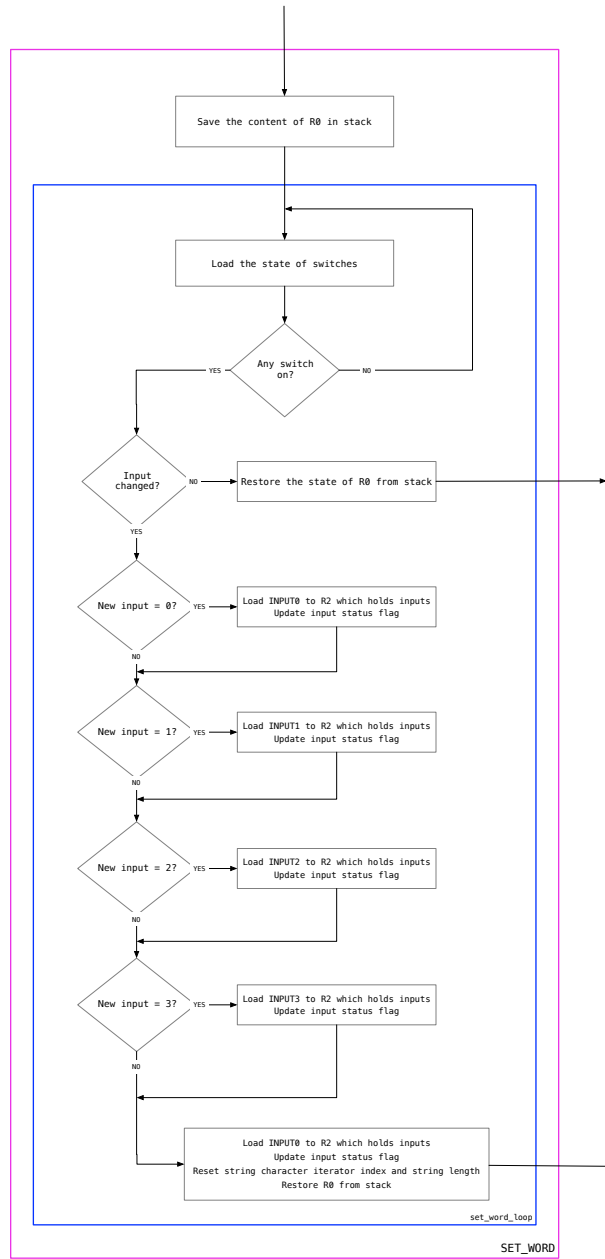 Save the content of R0 in stack
Load the state of switches
Any switch
on?
YES
NO
Input
changed?
NO
Restore the state of R0 from stack
YES
New input = 0?
YES
Load INPUT0 to R2 which holds inputs
Update input status flag
NO
New input = 1?
YES
Load INPUT1 to R2 which holds inputs
Update input status flag
NO
New input = 2?
YES
Load INPUT2 to R2 which holds inputs
Update input status flag
NO
New input = 3?
YES
Load INPUT3 to R2 which holds inputs
Update input status flag
NO
Load INPUT0 to R2 which holds inputs
Update input status flag
Reset string character iterator index and string length
Restore R0 from stack
set_word_loop
SET_WORD